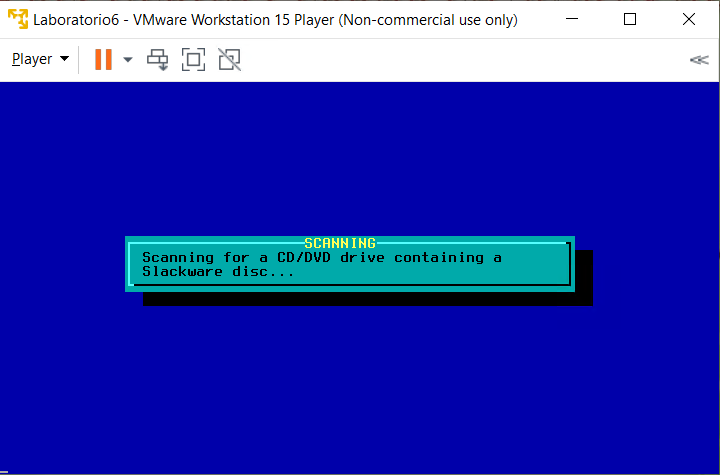 Laboratorio6 - VMware Workstation 15 Player (Non-commercial use only)
Player
SCANNING
Scanning for a CD/DVD drive containing a
Slackware disc...